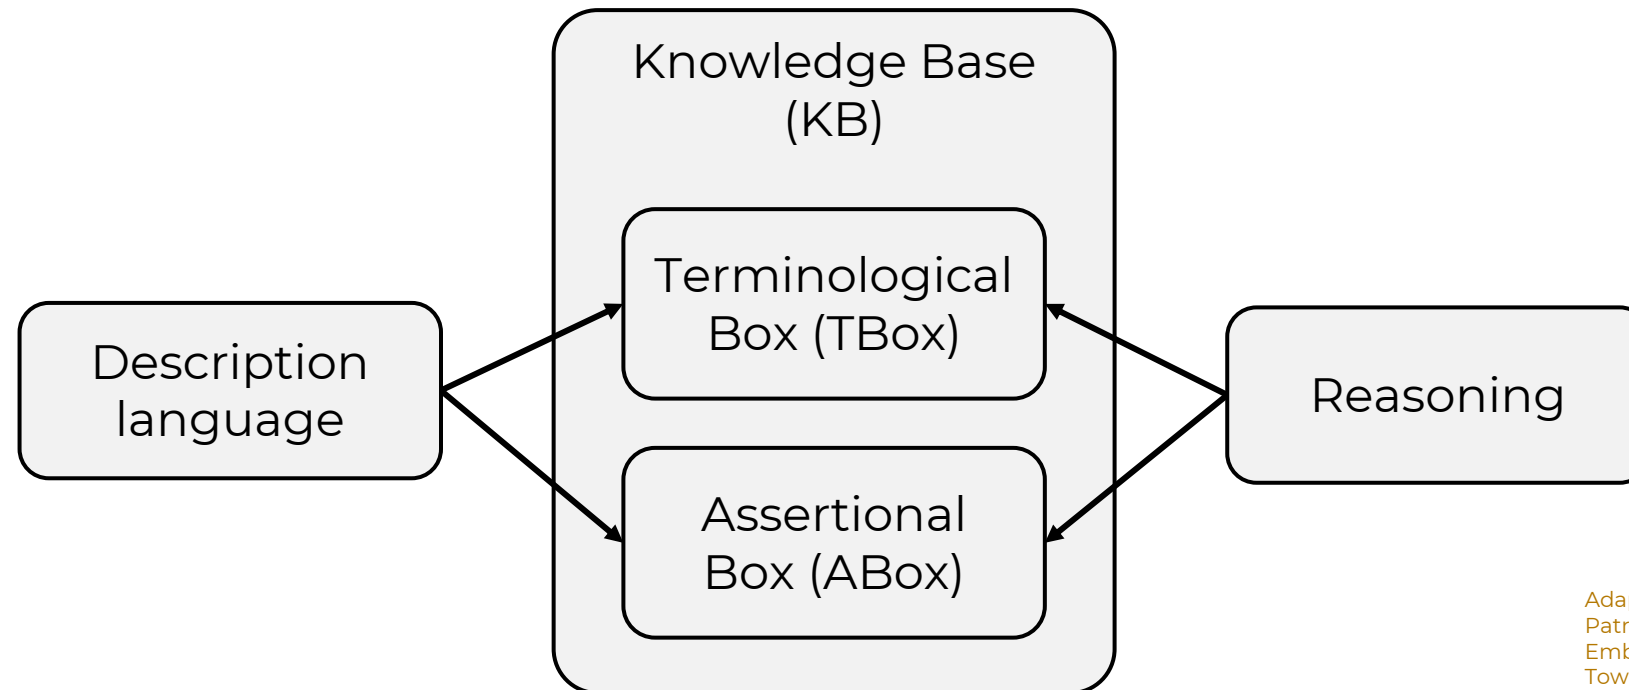 Knowledge Base
(KB)
Terminological
Box (TBox)
Description
language
Reasoning
Assertional
Box (ABox)